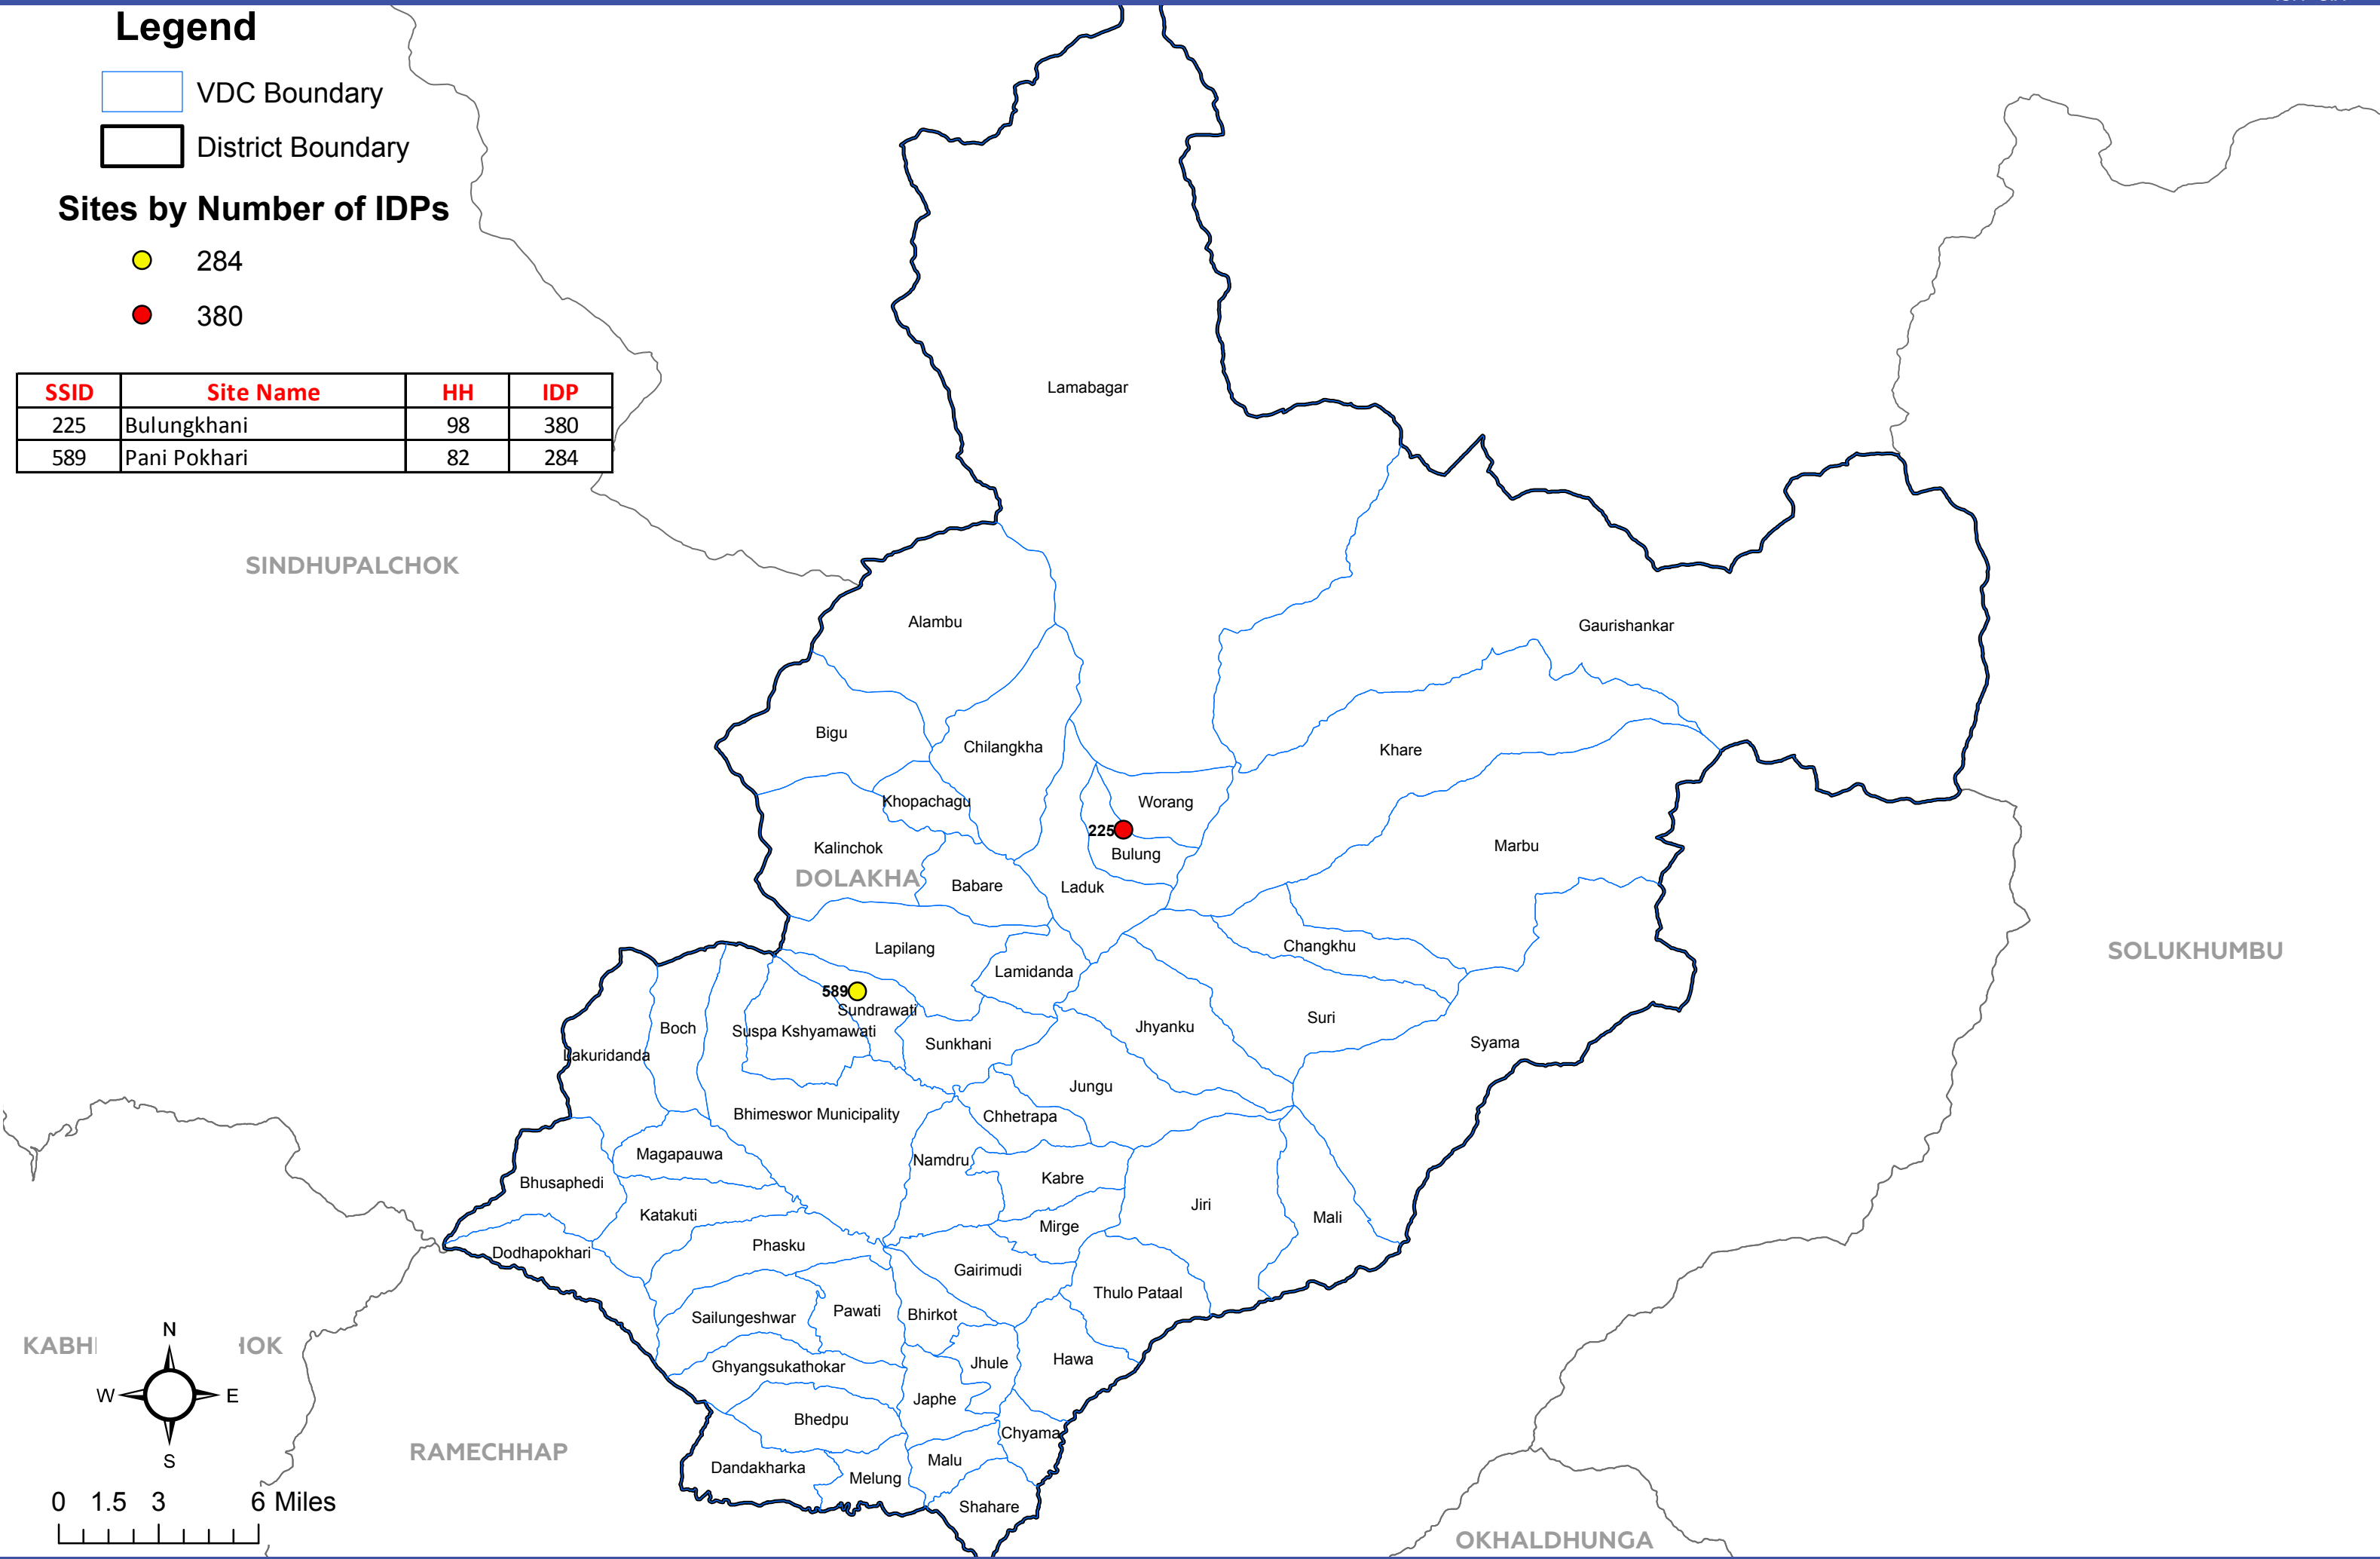 Legend
VDC Boundary
District Boundary
Sites by Number of IDPs
284
380
SSID Site Name HH IDP
225 Bulungkhani 98 380
589 Pani Pokhari 82 284
Lamabagar
SINDHUPALCHOK
Alambu
Gaurishankar
Bigu
Chilangkha
Khare
Khopachagu
Worang
225
Bulung
Kalinchok
Marbu
DOLAKHA
Babare
Laduk
Lapilang
Changkhu
SOLUKHUMBU
Lamidanda
589
Sundrawati
Suspa Kshyamawati
Boch
Jhyanku
Suri
Lakuridanda
Sunkhani
Syama
Jungu
Bhimeswor Municipality
Chhetrapa
Magapauwa
Namdru
Kabre
Bhusaphedi
Jiri
Katakuti
Mirge
Mali
Dodhapokhari
Phasku
Gairimudi
Thulo Pataal
Sailungeshwar
Pawati
Bhirkot
KABH
OK
Ghyangsukathokar
Jhule
Hawa
Japhe
Bhedpu
Chyama
RAMECHHAP
Dandakharka
Melung
Malu
Shahare
OKHALDHUNGA
N
W E
S
0 1.5 3 6 Miles